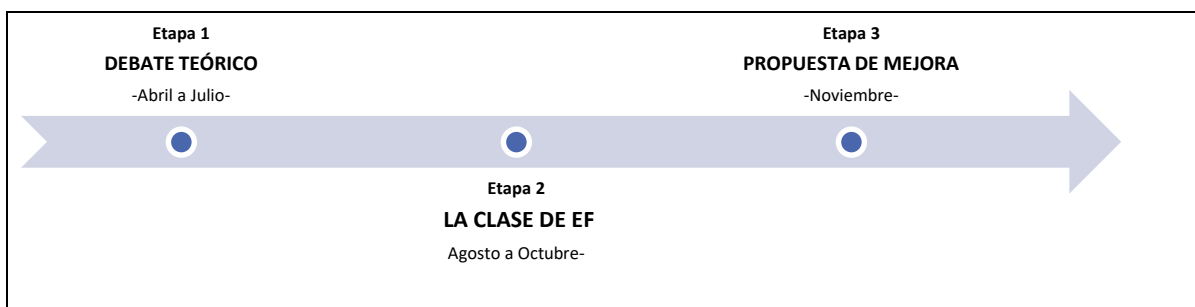 Etapa 1
DEBATE TEÓRICO
-Abril a Julio-
Etapa 2
LA CLASE DE EF
Agosto a Octubre-
Etapa 3
PROPUESTA DE MEJORA
-Noviembre-